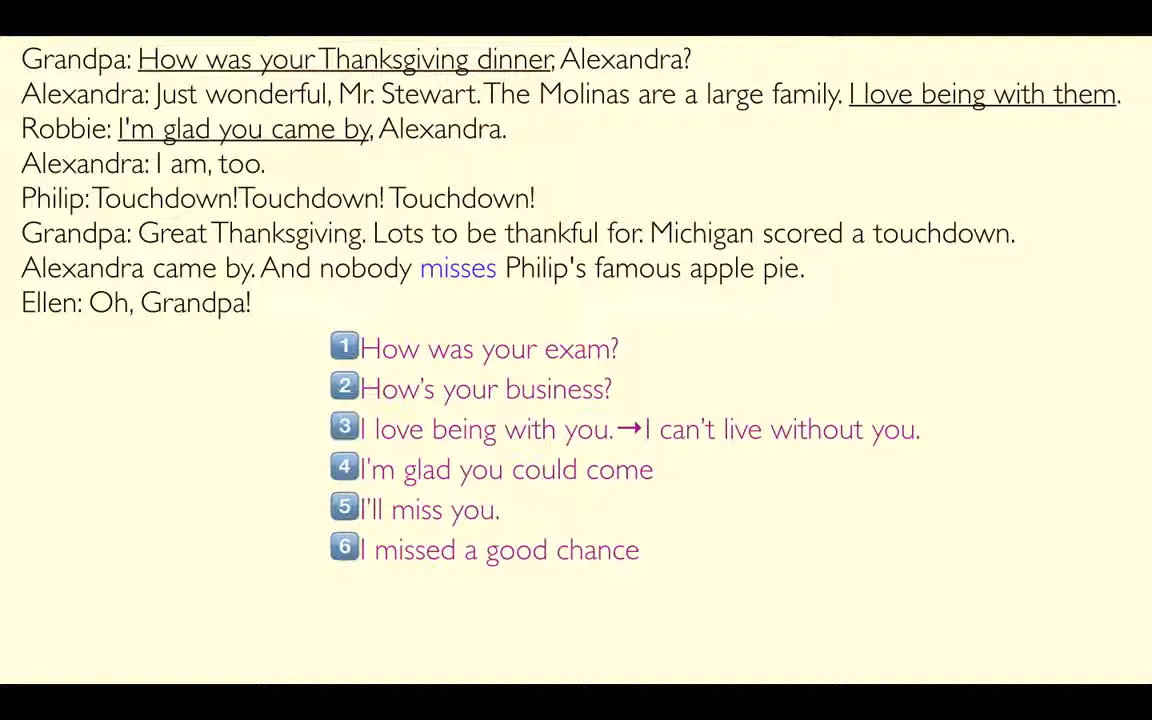 Grandpa: How was your Thanksgiving dinner, Alexandra?
Alexandra: Just wonderful, Mr. Stewart. The Molinas are a large family. I love being with them.
Robbie: I'm glad you came by, Alexandra.
Alexandra: I am, too.
Philip: Touchdown!Touchdown! Touchdown!
Grandpa: Great Thanksgiving. Lots to be thankful for. Michigan scored a touchdown.
Alexandra came by. And nobody misses Philip's famous apple pie.
Ellen: Oh, Grandpa!
1 How was your exam?
2 How's your business?
3 I love being with you.→I can't live without you.
4 I'm glad you could come
5 I'll miss you.
6 I missed a good chance